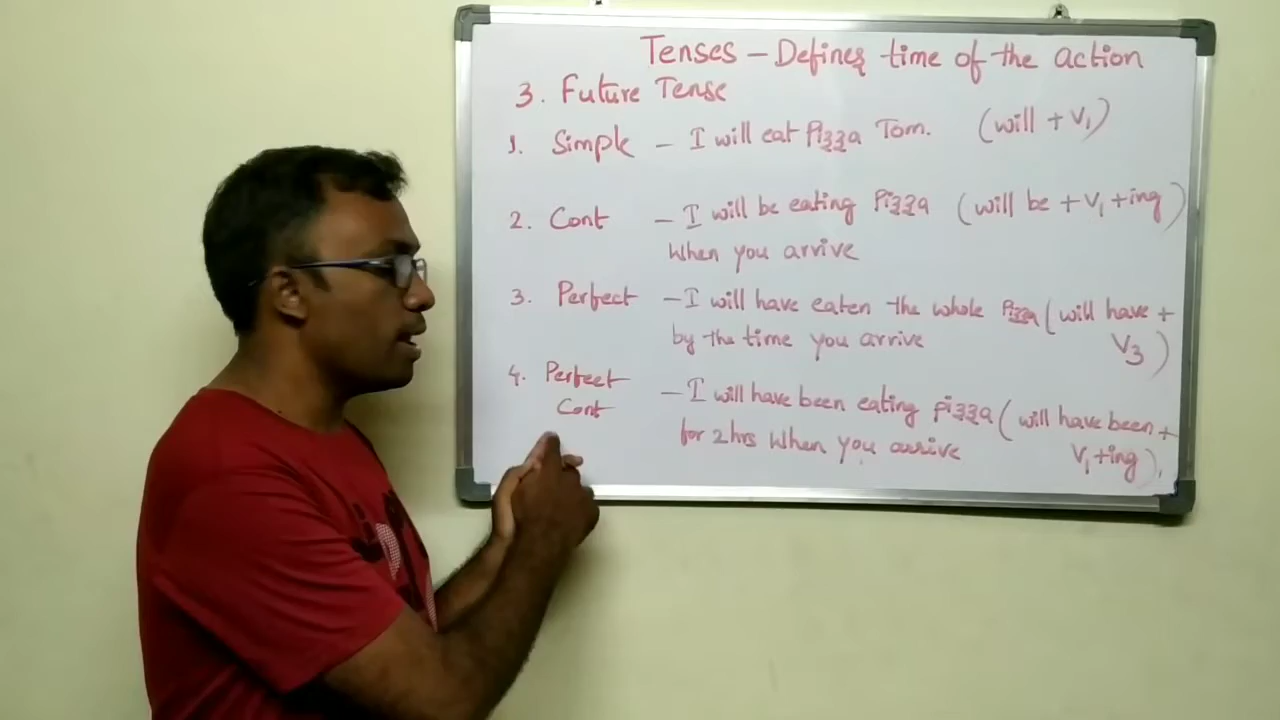 Tenses - Defines time of the action
3. Future Tense
1. Simple - I will eat Pizza Tom. (will + V1)
2. Cont - I will be eating Pizza (will be + V1 + ing)
when you arrive
3. Perfect - I will have eaten the whole Pizza (will have +
by the time you arrive V3)
4. Perfect - I will have been eating pizza (will have been +
Cont for 2 hrs when you arrive V1+ing).